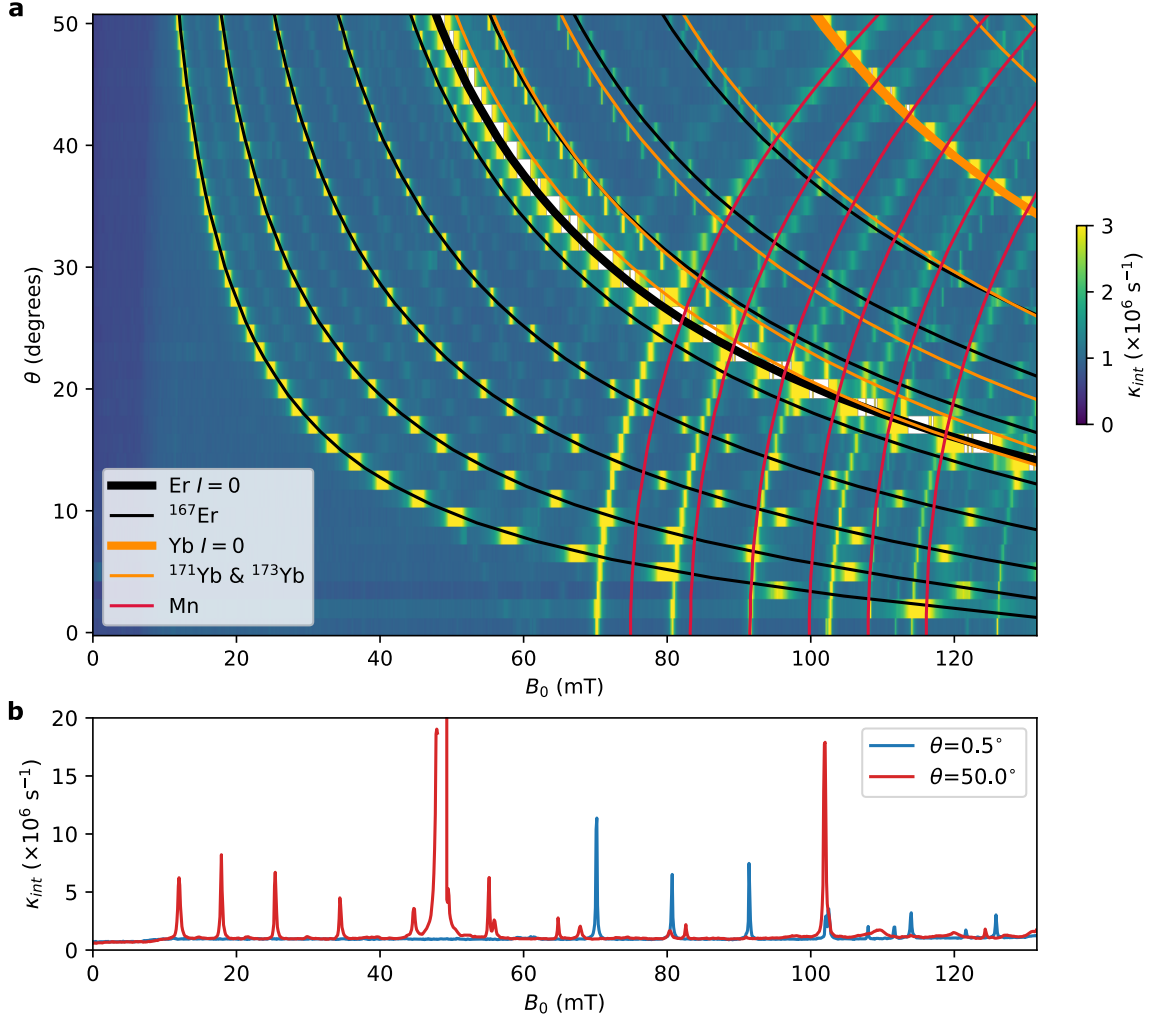 a
50
40
30
20
10
0
θ (degrees)
Er I = 0
¹⁶⁷Er
Yb I = 0
¹⁷¹Yb & ¹⁷³Yb
Mn
0 20 40 60 80 100 120
B₀ (mT)
3
2
1
0
κ_int (×10⁶ s⁻¹)
b
20
15
10
5
0
κ_int (×10⁶ s⁻¹)
θ=0.5°
θ=50.0°
0 20 40 60 80 100 120
B₀ (mT)